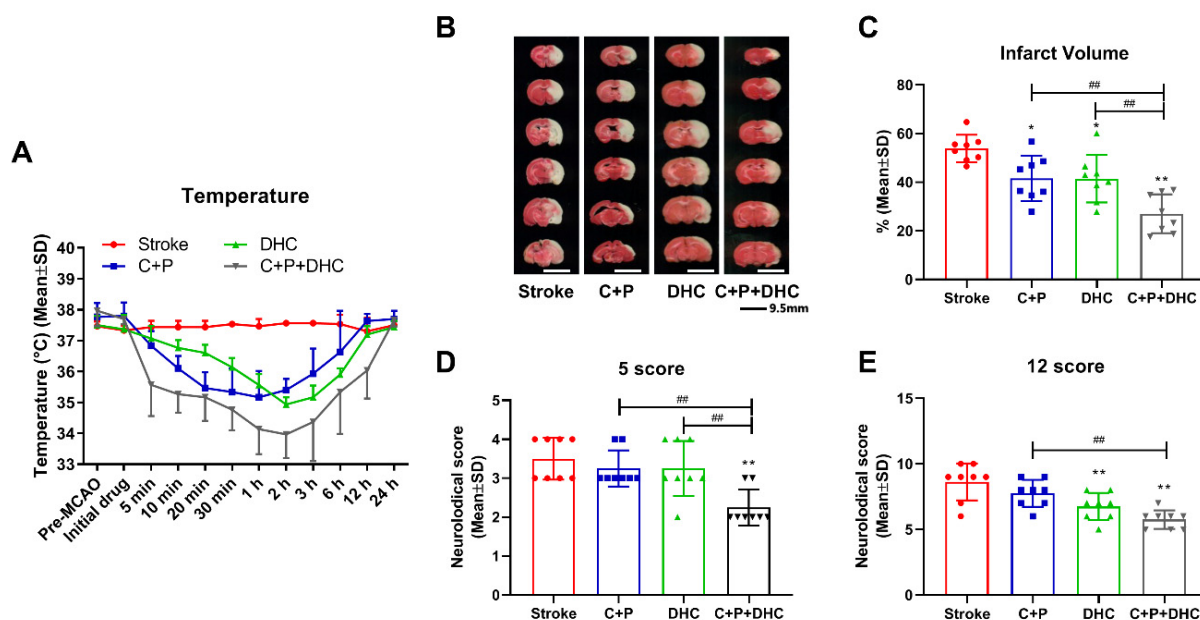 A
Temperature
Stroke
C+P
DHC
C+P+DHC
Temperature (°C) (Mean±SD)
40
39
38
37
36
35
34
33
Pre-MCAO
Initial drug
5 min
10 min
20 min
30 min
1 h
2 h
3 h
6 h
12 h
24 h
B
Stroke C+P DHC C+P+DHC
9.5mm
C
Infarct Volume
% (Mean±SD)
80
60
40
20
0
##
##
*
*
**
Stroke C+P DHC C+P+DHC
D
5 score
Neurolodical score
(Mean±SD)
5
4
3
2
1
0
##
##
**
Stroke C+P DHC C+P+DHC
E
12 score
Neurolodical score
(Mean±SD)
15
10
5
0
##
**
**
Stroke C+P DHC C+P+DHC